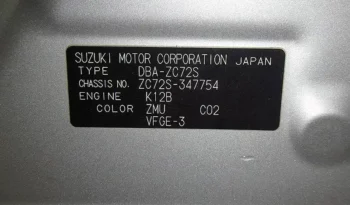 SUZUKI MOTOR CORPORATION JAPAN
TYPE DBA-ZC72S
CHASSIS NO. ZC72S-347754
ENGINE K12B
COLOR ZMU C02
VFGE-3